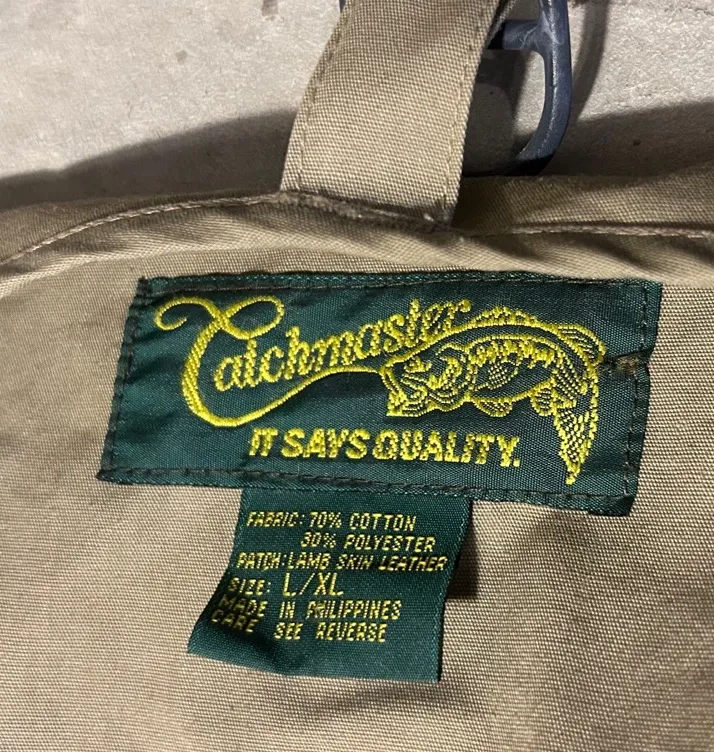 Catchmaster
IT SAYS QUALITY.
FABRIC: 70% COTTON
30% POLYESTER
PATCH: LAMB SKIN LEATHER
SIZE: L/XL
MADE IN PHILIPPINES
CARE SEE REVERSE